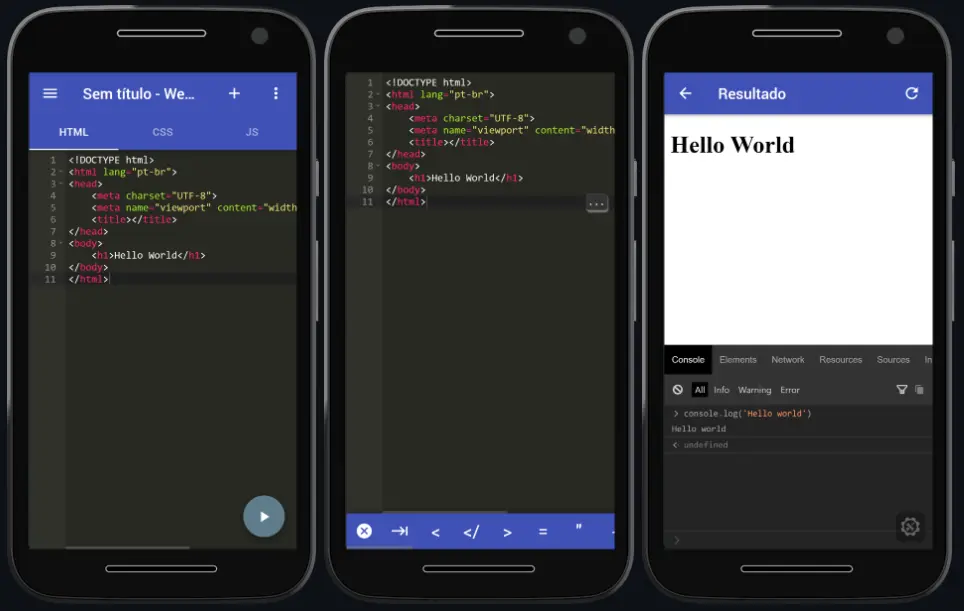 Sem título - We...
HTML CSS JS
1 <!DOCTYPE html>
2 <html lang="pt-br">
3 <head>
4 <meta charset="UTF-8">
5 <meta name="viewport" content="width
6 <title></title>
7 </head>
8 <body>
9 <h1>Hello World</h1>
10 </body>
11 </html>
1 <!DOCTYPE html>
2 <html lang="pt-br">
3 <head>
4 <meta charset="UTF-8">
5 <meta name="viewport" content="width
6 <title></title>
7 </head>
8 <body>
9 <h1>Hello World</h1>
10 </body>
11 </html>
...
< </ > = "
Resultado
Hello World
Console Elements Network Resources Sources In
All Info Warning Error
> console.log('Hello world')
Hello world
< undefined
>